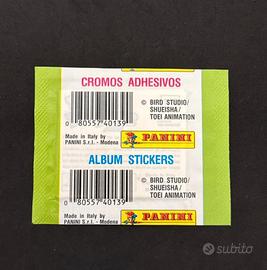 CROMOS ADHESIVOS
© BIRD STUDIO/
SHUEISHA/
TOEI ANIMATION
0 80557 40139
Made in Italy by
PANINI S.r.l. - Modena
PANINI
ALBUM STICKERS
© BIRD STUDIO/
SHUEISHA/
TOEI ANIMATION
0 80557 40139
Made in Italy by
PANINI S.r.l. - Modena
PANINI
subito